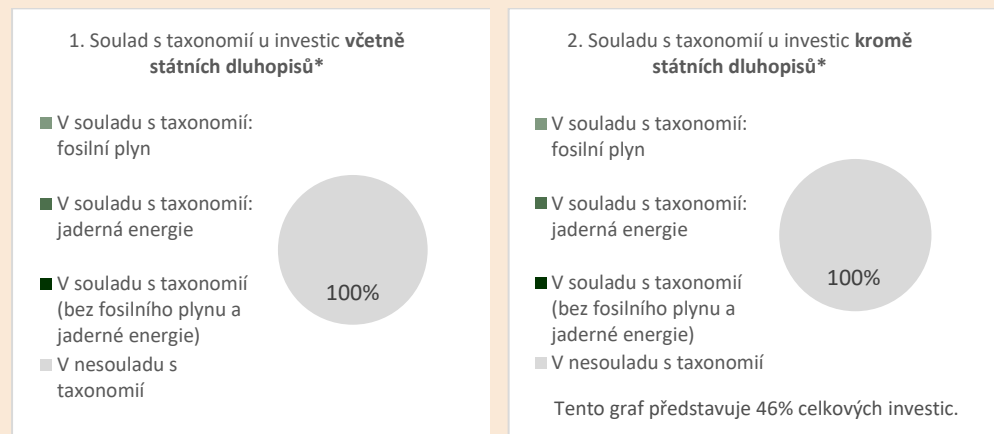 1. Soulad s taxonomií u investic včetně
státních dluhopisů*
V souladu s taxonomií:
fosilní plyn
V souladu s taxonomií:
jaderná energie
V souladu s taxonomií
(bez fosilního plynu a
jaderné energie)
V nesouladu s
taxonomií
100%
2. Souladu s taxonomií u investic kromě
státních dluhopisů*
V souladu s taxonomií:
fosilní plyn
V souladu s taxonomií:
jaderná energie
V souladu s taxonomií
(bez fosilního plynu a
jaderné energie)
V nesouladu s taxonomií
100%
Tento graf představuje 46% celkových investic.